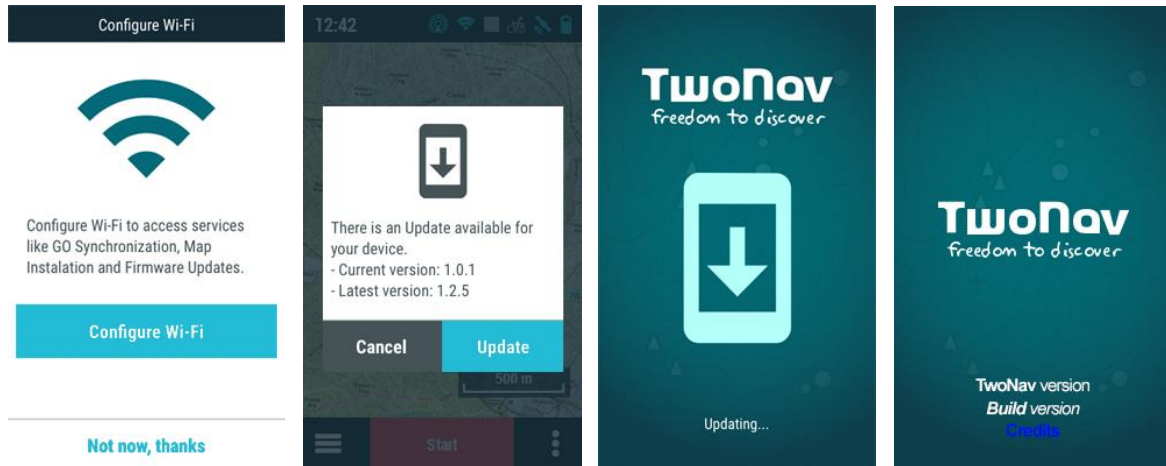 Configure Wi-Fi
Configure Wi-Fi to access services
like GO Synchronization, Map
Instalation and Firmware Updates.
Configure Wi-Fi
Not now, thanks
12:42
There is an Update available for
your device.
- Current version: 1.0.1
- Latest version: 1.2.5
Cancel
Update
500 m
Start
TwoNav
freedom to discover
Updating...
TwoNav
freedom to discover
TwoNav version
Build version
Credits